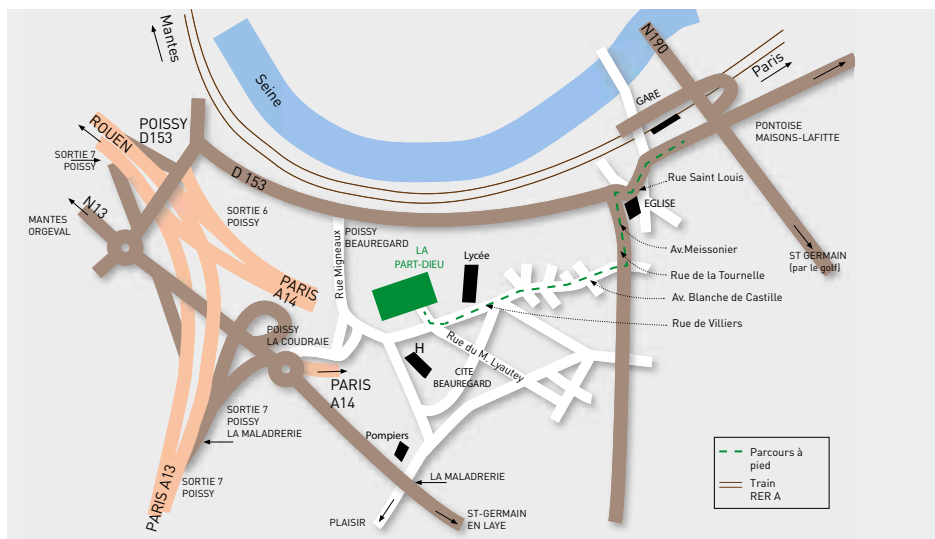 Mantes
N190
Paris
Seine
GARE
ROUEN
POISSY
D153
PONTOISE
MAISONS-LAFITTE
SORTIE 7
POISSY
D 153
Rue Saint Louis
N13
SORTIE 6
POISSY
EGLISE
MANTES
ORGEVAL
POISSY
BEAUREGARD
Rue Migneaux
LA
PART-DIEU
Lycée
Av.Meissonier
ST GERMAIN
(par le golf)
Rue de la Tournelle
PARIS
A14
Av. Blanche de Castille
Rue de Villiers
POISSY
LA COUDRAIE
H
Rue du M. Lyautey
CITE
BEAUREGARD
PARIS
A14
SORTIE 7
POISSY
LA MALADRERIE
Pompiers
Parcours à
pied
Train
RER A
PARIS A13
SORTIE 7
POISSY
LA MALADRERIE
PLAISIR
ST-GERMAIN
EN LAYE